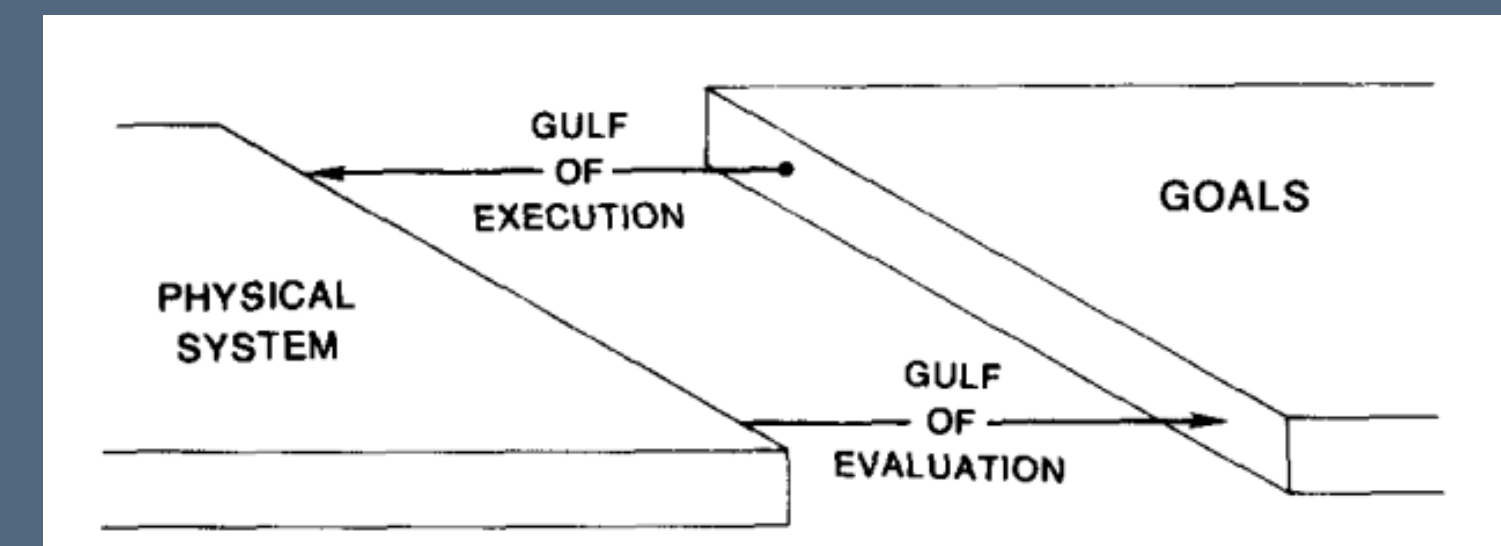 GULF
OF
EXECUTION
GOALS
PHYSICAL
SYSTEM
GULF
OF
EVALUATION